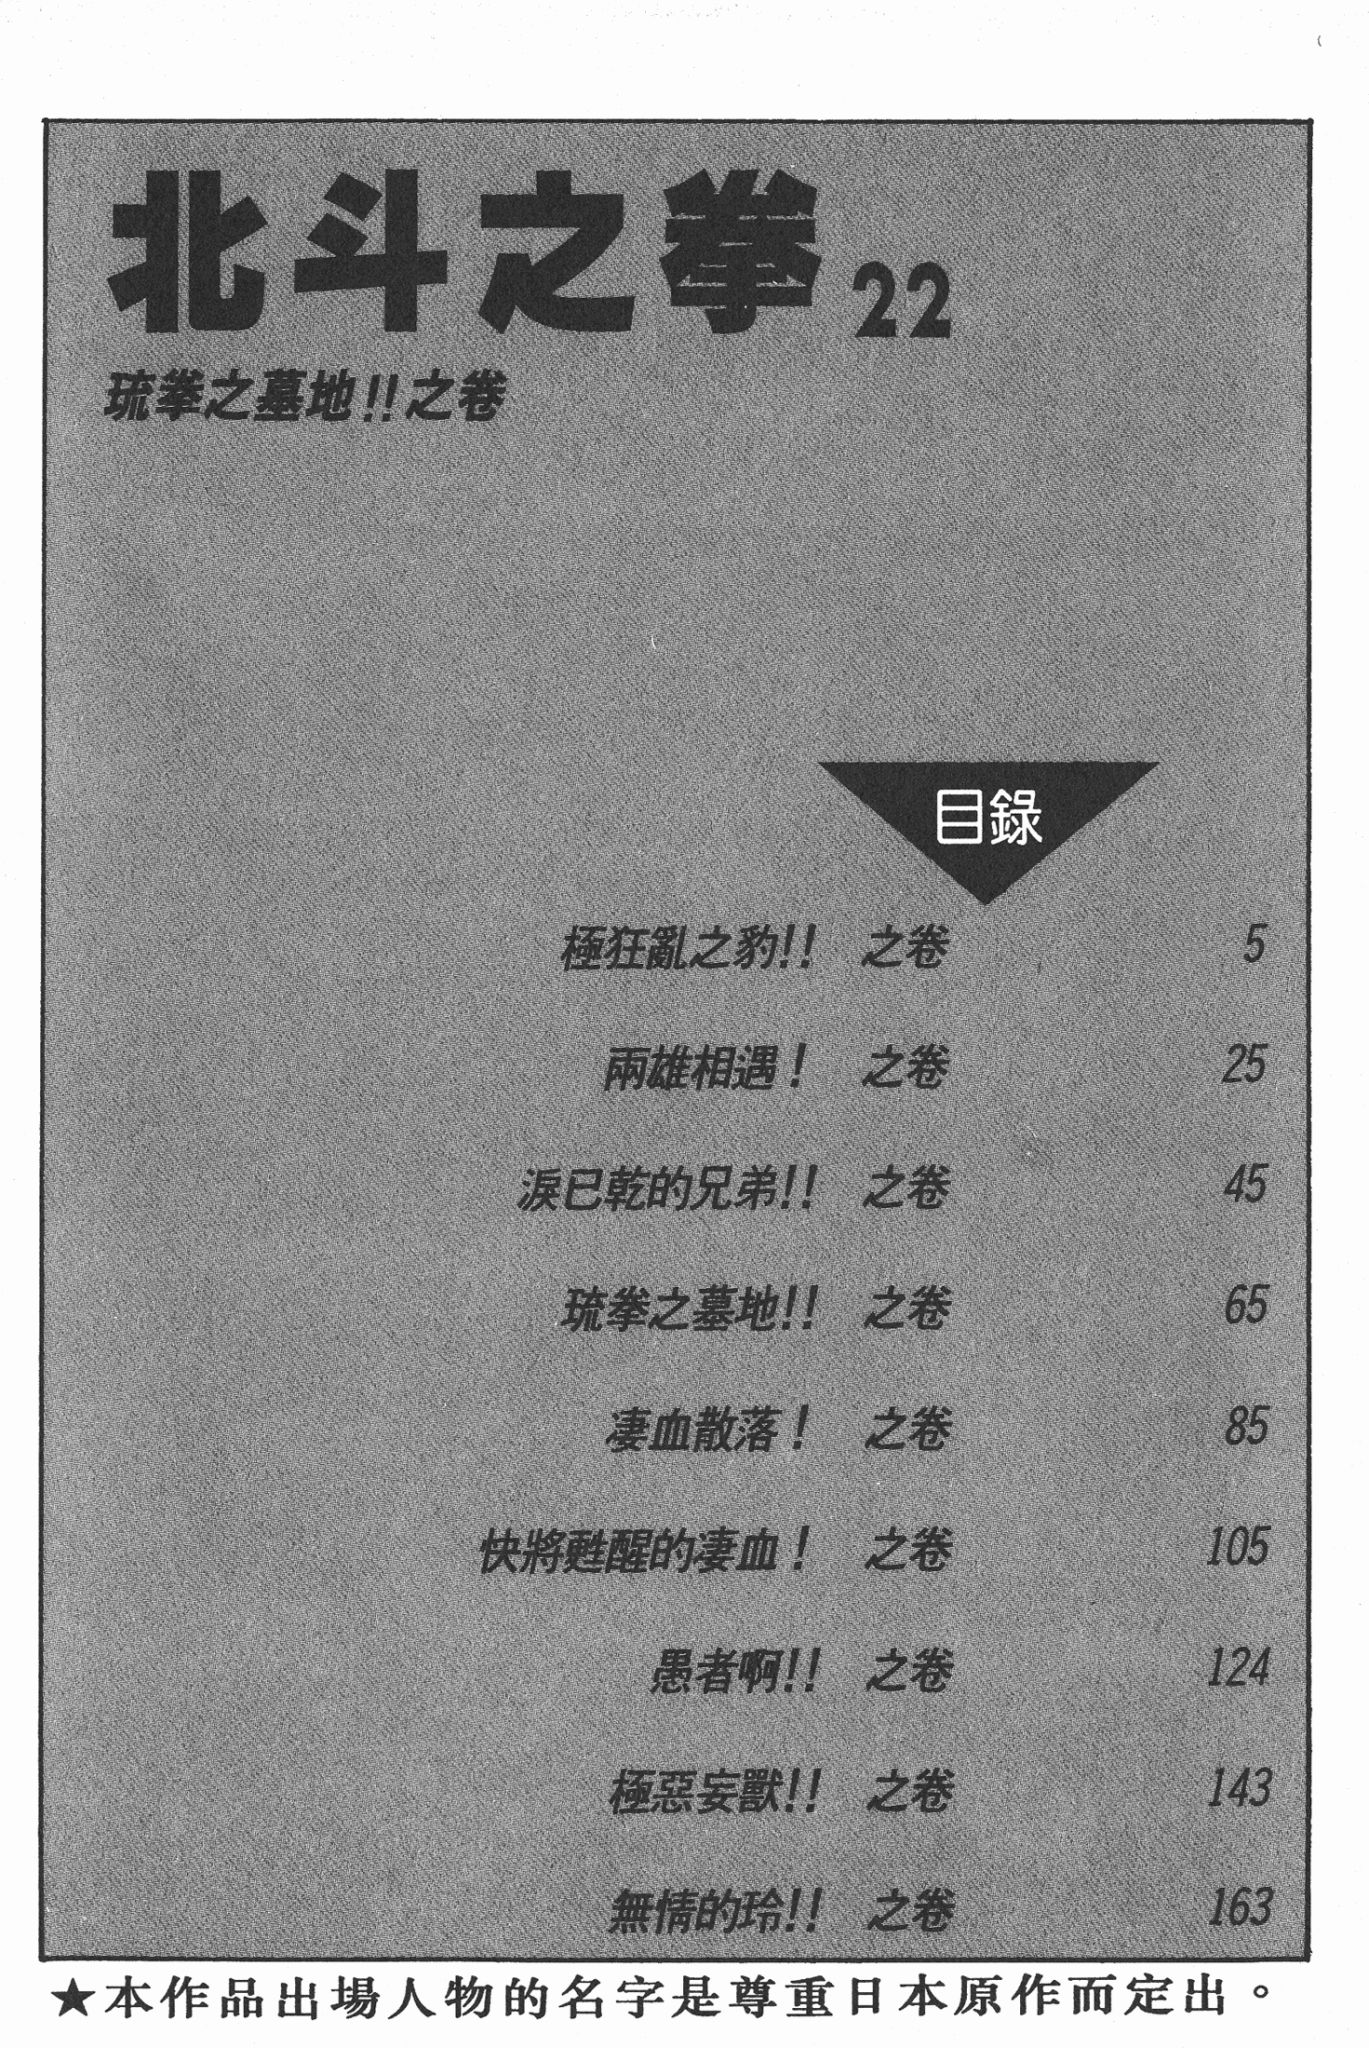 北斗之拳 22
琉拳之墓地!!之卷
目錄
極狂亂之豹!! 之卷 5
兩雄相遇! 之卷 25
淚已乾的兄弟!! 之卷 45
琉拳之墓地!! 之卷 65
凄血散落! 之卷 85
快將甦醒的凄血! 之卷 105
愚者啊!! 之卷 124
極惡妄獸!! 之卷 143
無情的玲!! 之卷 163
★本作品出場人物的名字是尊重日本原作而定出。